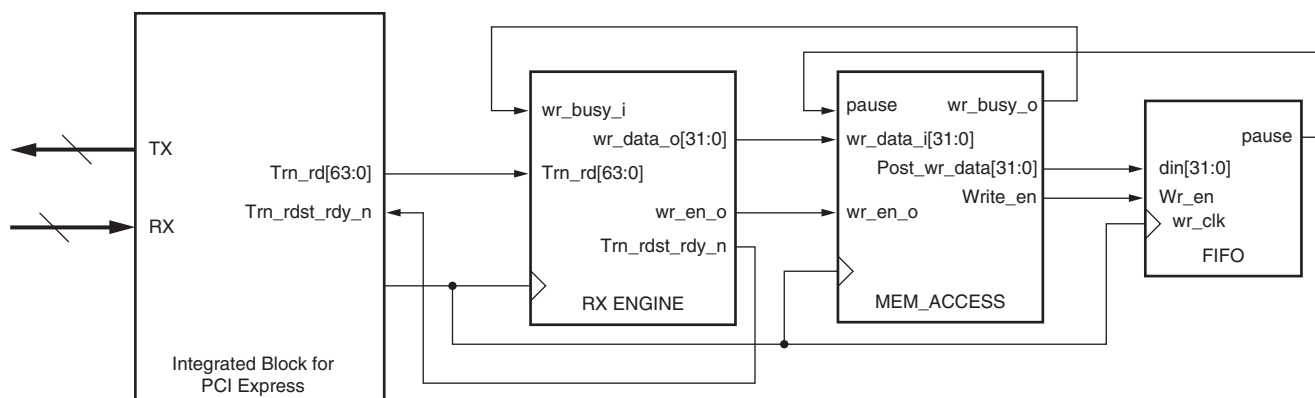 TX
RX
Trn_rd[63:0]
Trn_rdst_rdy_n
Integrated Block for
PCI Express
wr_busy_i
wr_data_o[31:0]
Trn_rd[63:0]
wr_en_o
Trn_rdst_rdy_n
RX ENGINE
pause
wr_busy_o
wr_data_i[31:0]
Post_wr_data[31:0]
Write_en
wr_en_o
MEM_ACCESS
pause
din[31:0]
Wr_en
wr_clk
FIFO